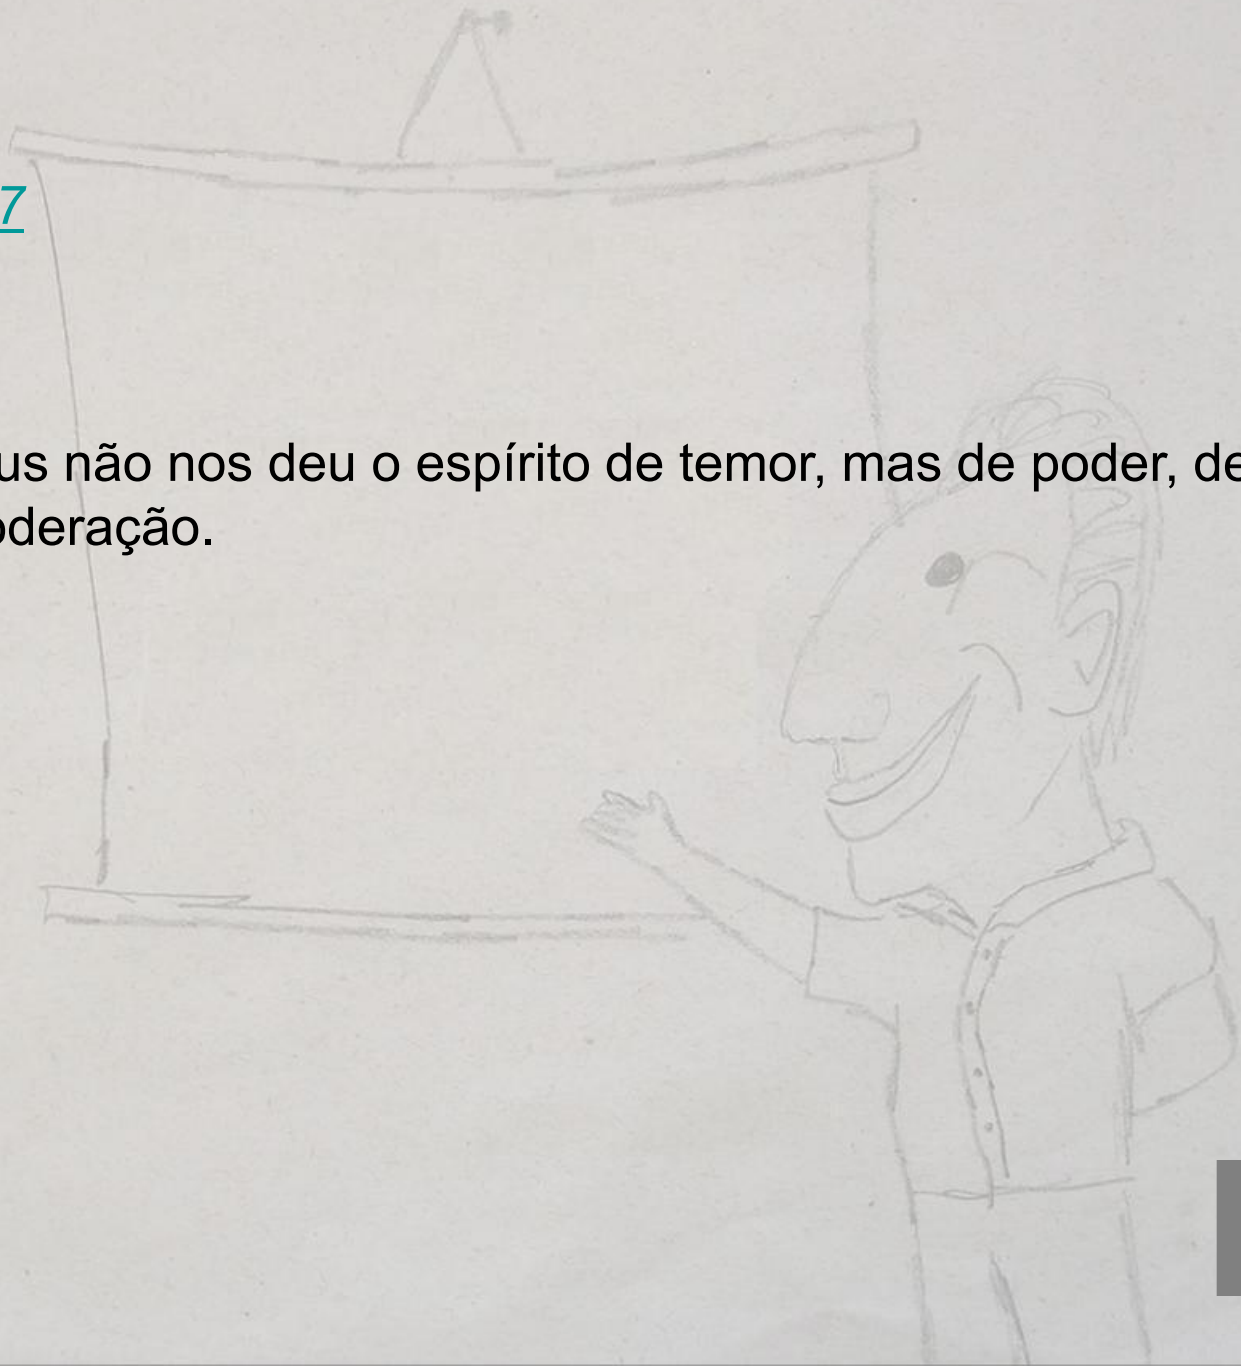 7
us não nos deu o espírito de temor, mas de poder, de
oderação.